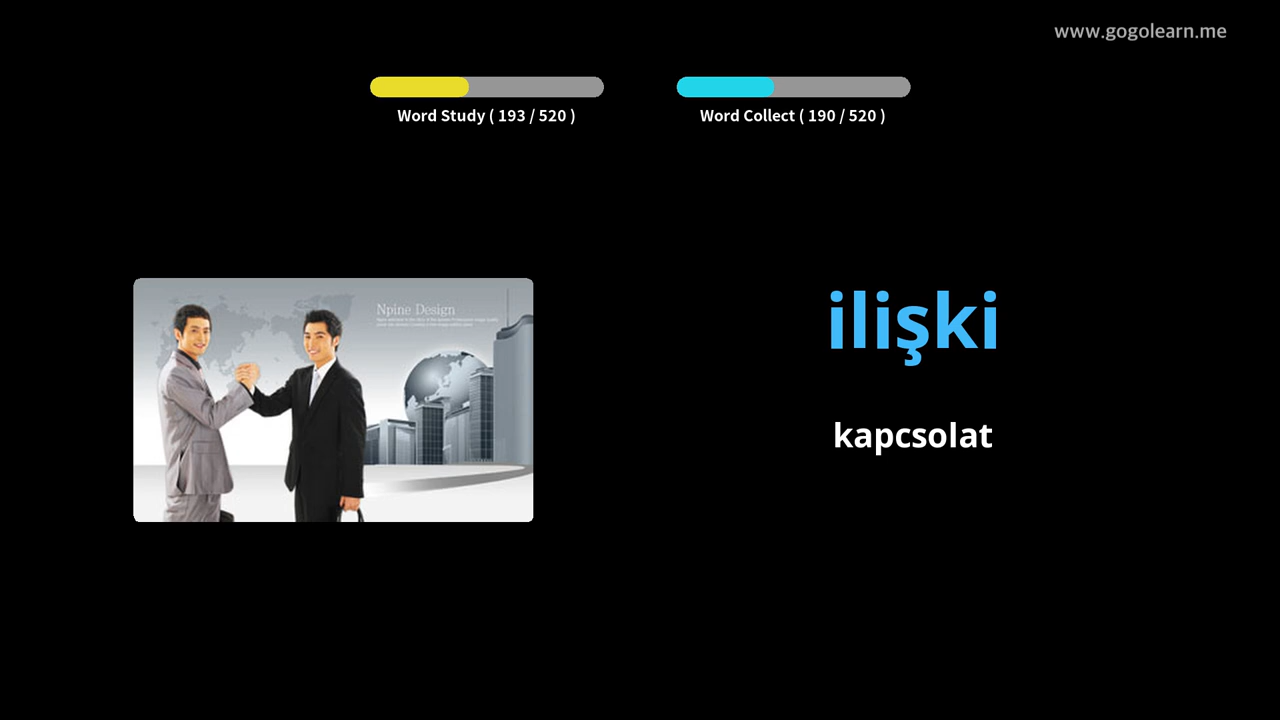 www.gogolearn.me
Word Study ( 193 / 520 )
Word Collect ( 190 / 520 )
Npine Design
ilişki
kapcsolat